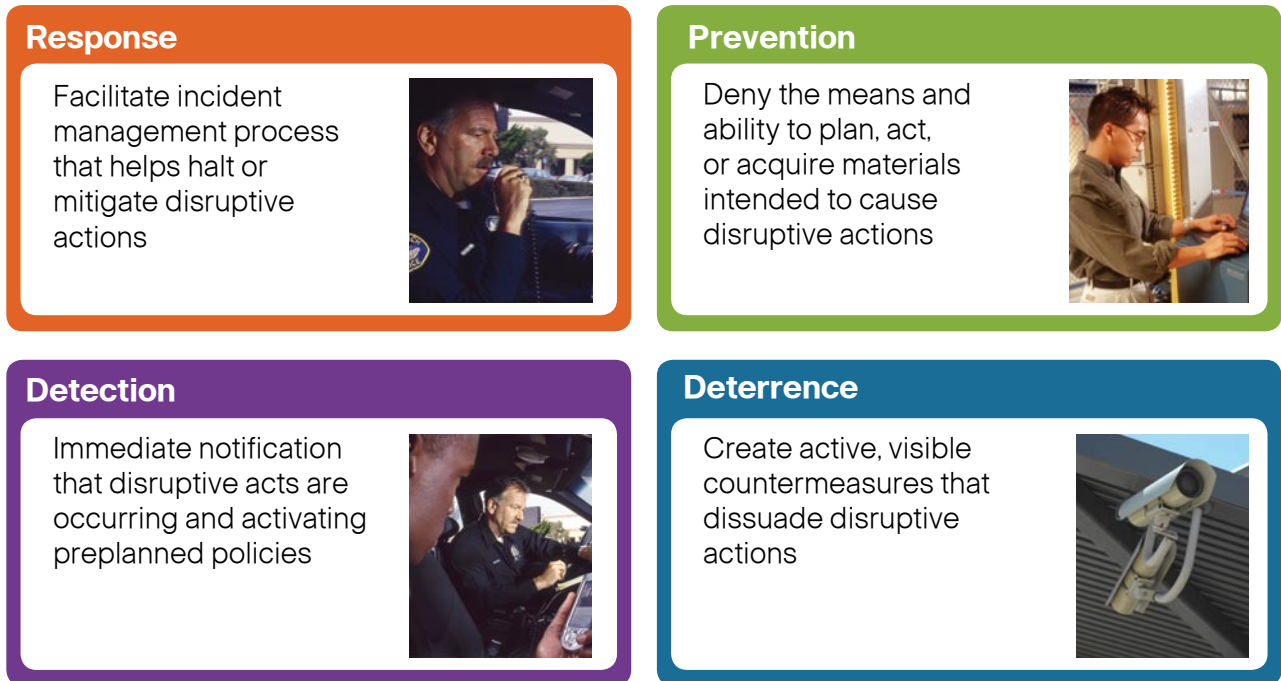 Response
Facilitate incident
management process
that helps halt or
mitigate disruptive
actions
Prevention
Deny the means and
ability to plan, act,
or acquire materials
intended to cause
disruptive actions
Detection
Immediate notification
that disruptive acts are
occurring and activating
preplanned policies
Deterrence
Create active, visible
countermeasures that
dissuade disruptive
actions